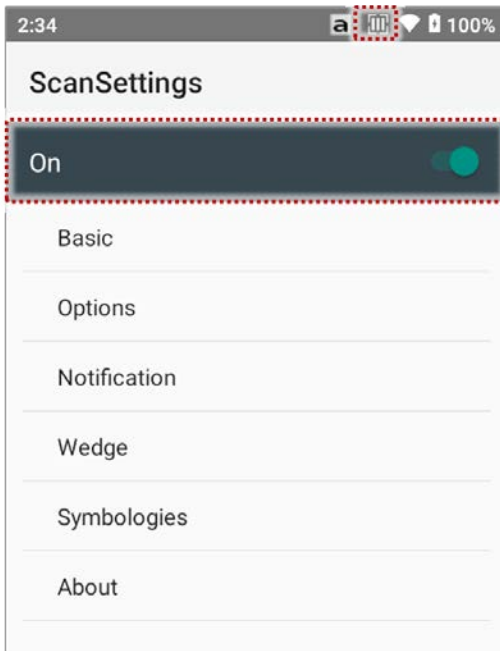 2:34 a 100%
ScanSettings
On
Basic
Options
Notification
Wedge
Symbologies
About